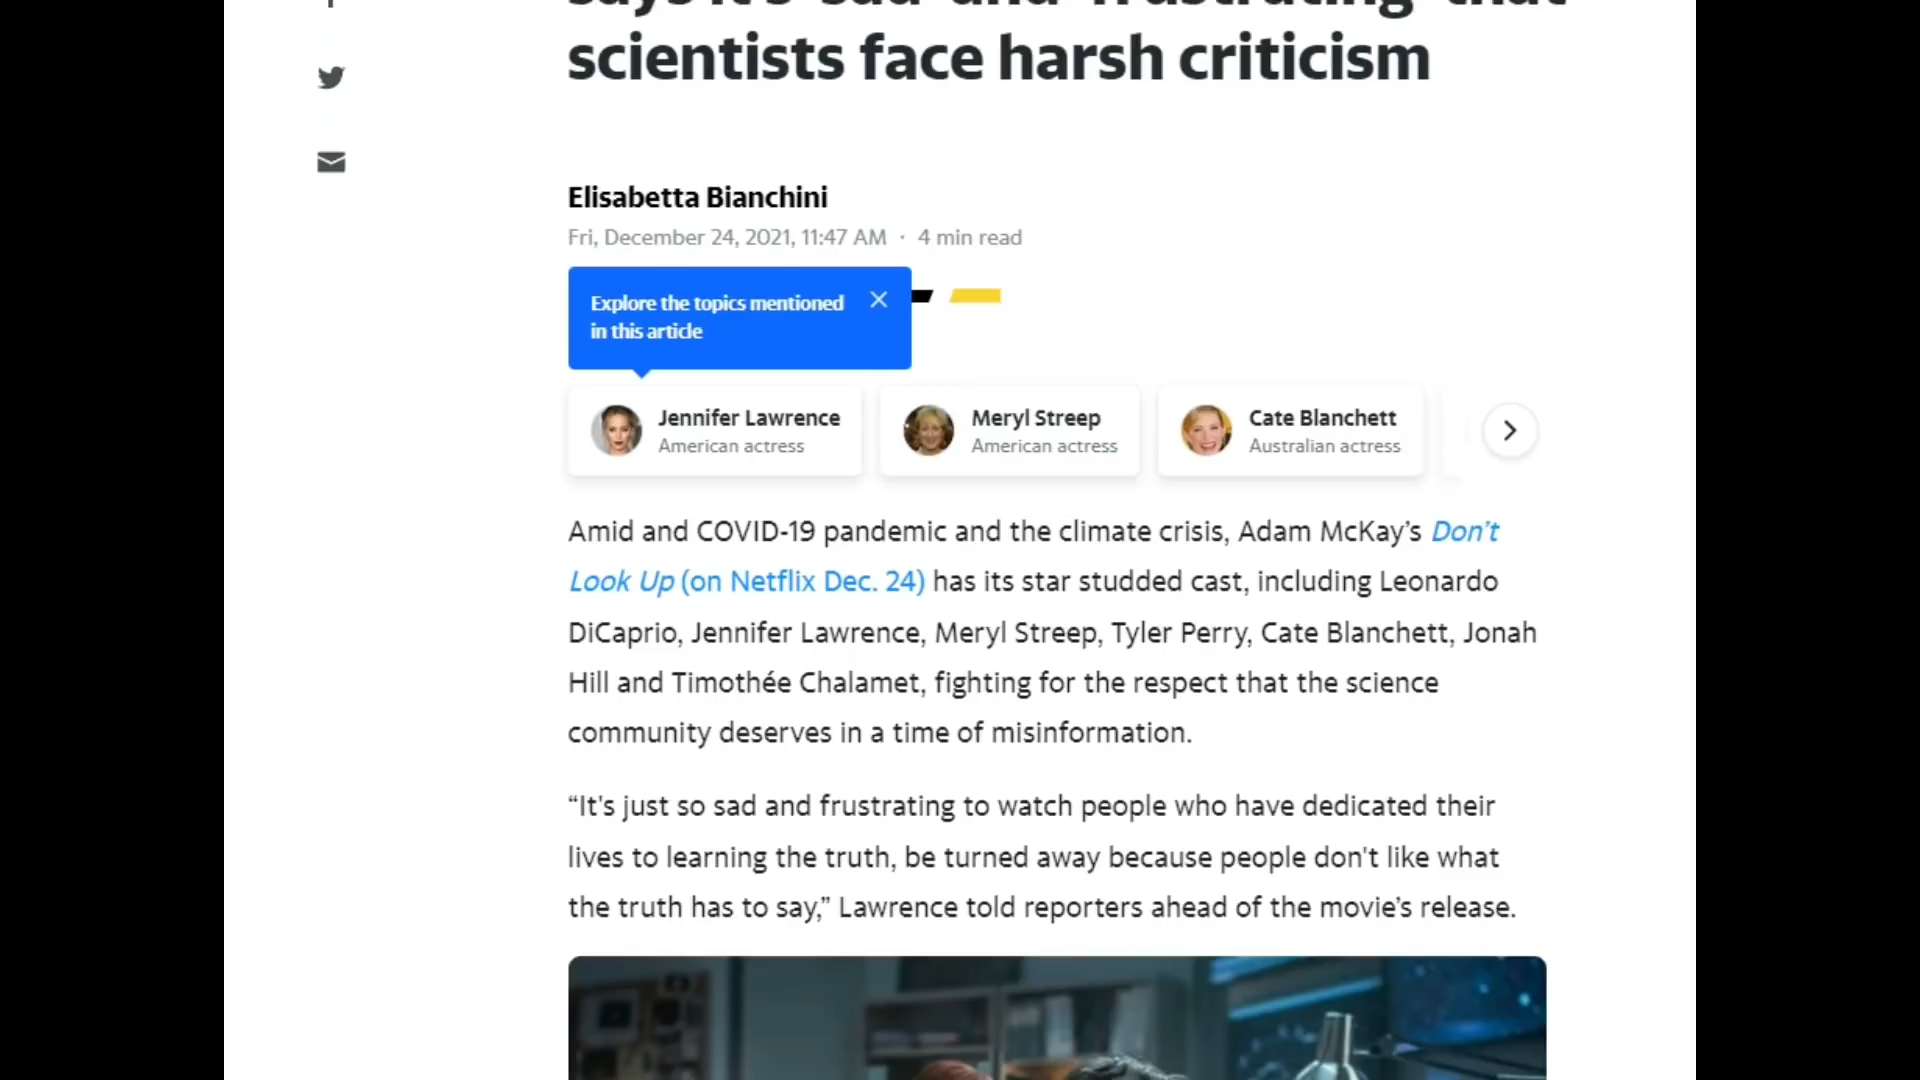 says it's 'sad' and 'frustrating' that
scientists face harsh criticism
Elisabetta Bianchini
Fri, December 24, 2021, 11:47 AM · 4 min read
Explore the topics mentioned
in this article
Jennifer Lawrence
American actress
Meryl Streep
American actress
Cate Blanchett
Australian actress
Amid and COVID-19 pandemic and the climate crisis, Adam McKay’s Don’t
Look Up (on Netflix Dec. 24) has its star studded cast, including Leonardo
DiCaprio, Jennifer Lawrence, Meryl Streep, Tyler Perry, Cate Blanchett, Jonah
Hill and Timothée Chalamet, fighting for the respect that the science
community deserves in a time of misinformation.
“It's just so sad and frustrating to watch people who have dedicated their
lives to learning the truth, be turned away because people don't like what
the truth has to say,” Lawrence told reporters ahead of the movie’s release.